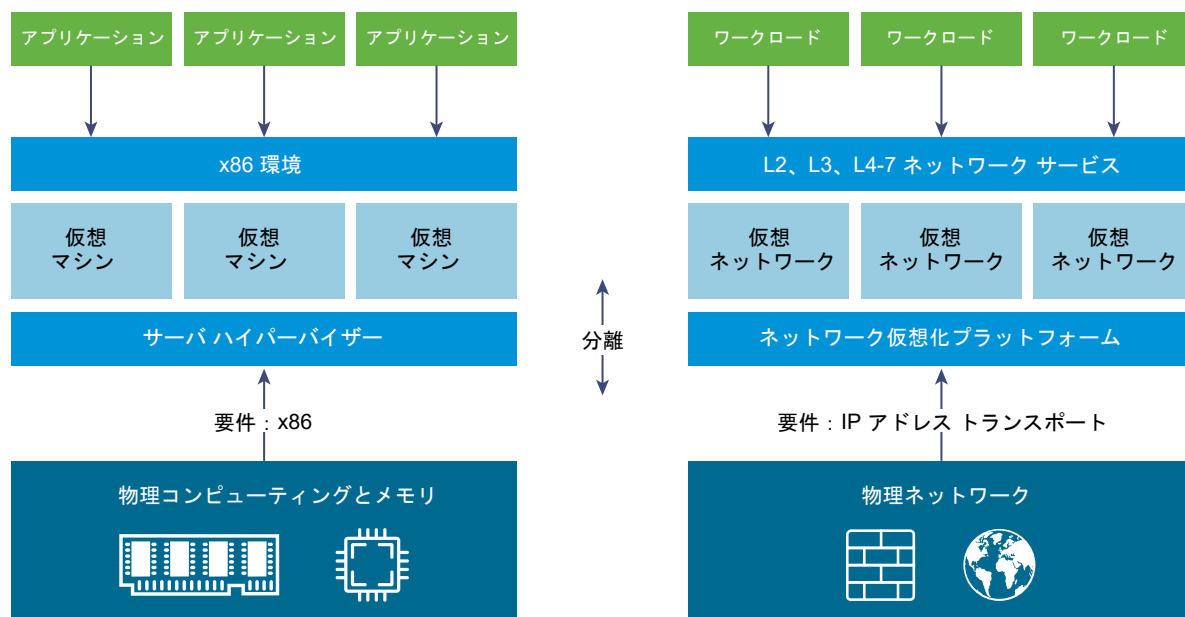 アプリケーション
アプリケーション
アプリケーション
x86 環境
仮想
マシン
仮想
マシン
仮想
マシン
サーバ ハイパーバイザー
要件：x86
物理コンピューティングとメモリ
分離
ワークロード
ワークロード
ワークロード
L2、L3、L4-7 ネットワーク サービス
仮想
ネットワーク
仮想
ネットワーク
仮想
ネットワーク
ネットワーク仮想化プラットフォーム
要件：IP アドレス トランスポート
物理ネットワーク